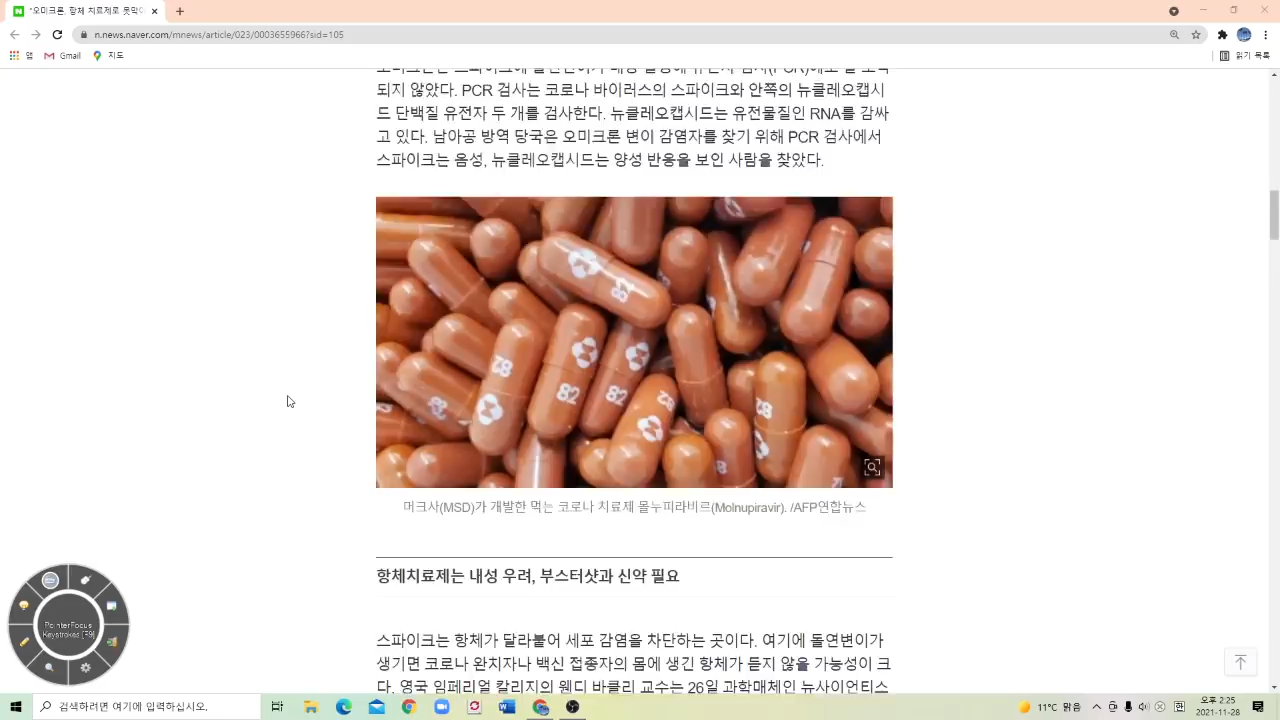 "오미크론, 항체 치료제로 못막아
n.news.naver.com/mnews/article/023/0003655966?sid=105
앱 Gmail 지도
읽기 목록
되지 않았다. PCR 검사는 코로나 바이러스의 스파이크와 안쪽의 뉴클레오캡시
드 단백질 유전자 두 개를 검사한다. 뉴클레오캡시드는 유전물질인 RNA를 감싸
고 있다. 남아공 방역 당국은 오미크론 변이 감염자를 찾기 위해 PCR 검사에서
스파이크는 음성, 뉴클레오캡시드는 양성 반응을 보인 사람을 찾았다.
82
82
82
82
82
82
82
머크사(MSD)가 개발한 먹는 코로나 치료제 몰누피라비르(Molnupiravir). /AFP연합뉴스
항체치료제는 내성 우려, 부스터샷과 신약 필요
PointerFocus
Keystrokes [F9]
스파이크는 항체가 달라붙어 세포 감염을 차단하는 곳이다. 여기에 돌연변이가
생기면 코로나 완치자나 백신 접종자의 몸에 생긴 항체가 듣지 않을 가능성이 크
다. 영국 임페리얼 칼리지의 웬디 바클리 교수는 26일 과학매체인 뉴사이언티스
검색하려면 여기에 입력하십시오.
11°C 맑음
오후 2:25
2021-11-28